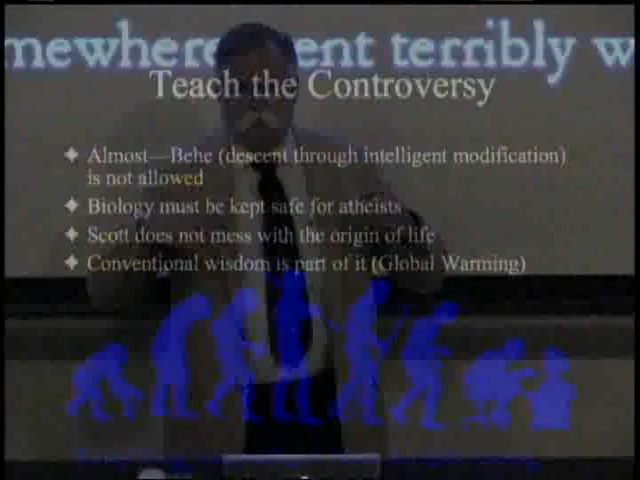 mewhere ent terribly w
Teach the Controversy
✦ Almost—Behe (descent through intelligent modification)
is not allowed
✦ Biology must be kept safe for atheists
✦ Scott does not mess with the origin of life
✦ Conventional wisdom is part of it (Global Warming)